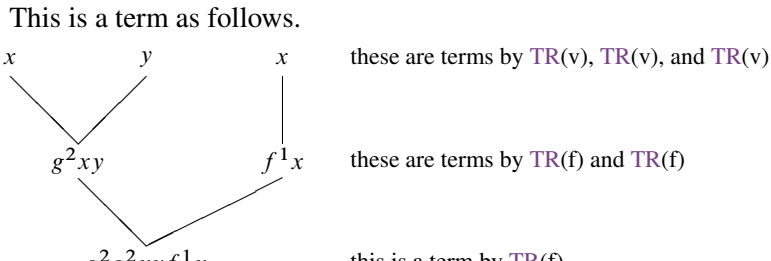 This is a term as follows.
x y x these are terms by TR(v), TR(v), and TR(v)
g²xy f¹x these are terms by TR(f) and TR(f)
this is a term by TR(f)